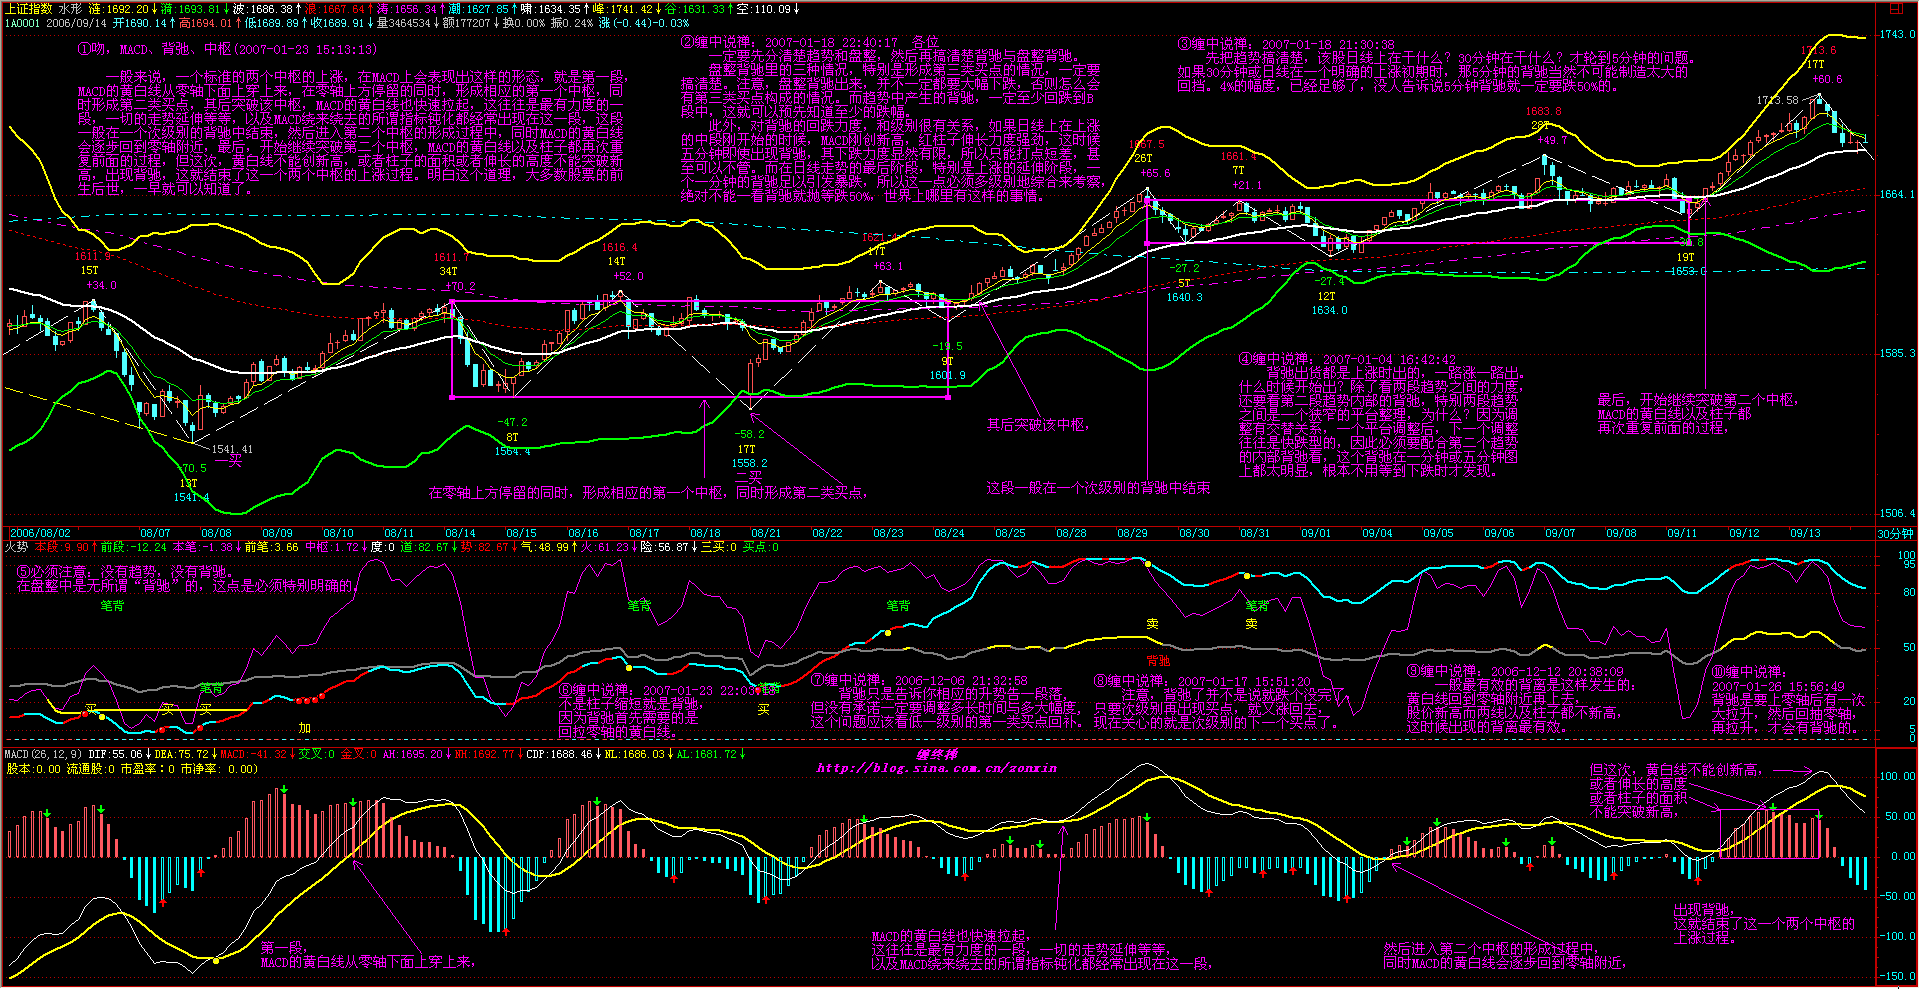 上证指数 水形 涟:1692.20↓ 澜:1693.81↓ 波:1686.38↑ 浪:1667.64↑ 涛:1656.34↑ 潮:1627.85↑ 啸:1634.35↑ 峰:1741.42↓ 谷:1631.33↑ 空:110.09↓
1A0001 2006/09/14 开1690.14↑ 高1694.01↑ 低1689.89↑ 收1689.91↓ 量3464534↓ 额177207↓ 换0.00% 振0.24% 涨(-0.44)-0.03%
①吻, MACD、背驰、中枢(2007-01-23 15:13:13)
一般来说, 一个标准的两个中枢的上涨, 在MACD上会表现出这样的形态, 就是第一段,
MACD的黄白线从零轴下面上穿上来, 在零轴上方停留的同时, 形成相应的第一个中枢, 同
时形成第二类买点, 其后突破该中枢, MACD的黄白线也快速拉起, 这往往是最有力度的一
段, 一切的走势延伸等等, 以及MACD绕来绕去的所谓指标钝化都经常出现在这一段, 这段
一般在一个次级别的背驰中结束, 然后进入第二个中枢的形成过程中, 同时MACD的黄白线
会逐步回到零轴附近, 最后, 开始继续突破第二个中枢, MACD的黄白线以及柱子都再次重
复前面的过程, 但这次, 黄白线不能创新高, 或者柱子的面积或者伸长的高度不能突破新
高, 出现背驰, 这就结束了这一个两个中枢的上涨过程。明白这个道理, 大多数股票的前
生后世, 一早就可以知道了。
②缠中说禅: 2007-01-18 22:40:17 各位
一定要先分清楚趋势和盘整, 然后再搞清楚背驰与盘整背驰。
盘整背驰里的三种情况, 特别是形成第三类买点的情况, 一定要
搞清楚。注意, 盘整背驰出来, 并不一定都要大幅下跌, 否则怎么会
有第三类买点构成的情况。而趋势中产生的背驰, 一定至少回跌到B
段中, 这就可以预先知道至少的跌幅。
此外, 对背驰的回跌力度, 和级别很有关系, 如果日线上在上涨
的中段刚开始的时候, MACD刚创新高, 红柱子伸长力度强劲, 这时候
五分钟即使出现背驰, 其下跌力度显然有限, 所以只能打点短差, 甚
至可以不管。而在日线走势的最后阶段, 特别是上涨的延伸阶段,
一个一分钟的背驰足以引发暴跌, 所以这一点必须多级别地综合来考察,
绝对不能一看背驰就抛等跌50%, 世界上哪里有这样的事情。
③缠中说禅: 2007-01-18 21:30:38
先把趋势搞清楚, 该股日线上在干什么? 30分钟在干什么? 才轮到5分钟的问题。
如果30分钟或日线在一个明确的上涨初期时, 那5分钟的背驰当然不可能制造太大的
回挡。4%的幅度, 已经足够了, 没人告诉说5分钟背驰就一定要跌50%的。
1743.0
1664.1
1585.3
1506.4
1611.9
15T
+34.0
1541.41
一买
-70.5
13T
1541.4
1611.7
34T
+70.2
-47.2
8T
1564.4
1616.4
14T
+52.0
-58.2
17T
1558.2
二买
17T
+63.1
-19.5
9T
1601.9
26T
+65.8
-27.2
5T
1640.3
1661.4
7T
+21.1
-27.4
12T
1634.0
1683.8
28T
+49.7
-30.8
19T
1653.0
1713.6
17T
+60.6
1713.58
在零轴上方停留的同时, 形成相应的第一个中枢, 同时形成第二类买点,
其后突破该中枢,
这段一般在一个次级别的背驰中结束
④缠中说禅: 2007-01-04 16:42:42
背驰出货都是上涨时出的, 一路涨一路出。
什么时候开始出? 除了看两段趋势之间的力度,
还要看第二段趋势内部的背驰, 特别两段趋势
之间是一个狭窄的平台整理, 为什么? 因为调
整有交替关系, 一个平台调整后, 下一个调整
往往是快跌型的, 因此必须要配合第二个趋势
的内部背驰看, 这个背驰在一分钟或五分钟图
上都太明显, 根本不用等到下跌时才发现。
最后, 开始继续突破第二个中枢,
MACD的黄白线以及柱子都
再次重复前面的过程,
2006/08/02 08/07 08/08 08/09 08/10 08/11 08/14 08/15 08/16 08/17 08/18 08/21 08/22 08/23 08/24 08/25 08/28 08/29 08/30 08/31 09/01 09/04 09/05 09/06 09/07 09/08 09/11 09/12 09/13 30分钟
火势 本段:9.90↑ 前段:-12.24 本笔:-1.38↓ 前笔:3.66 中枢:1.72↓ 度:0 道:82.67↓ 势:82.67↓ 气:48.99↑ 火:61.23↓ 险:56.87↓ 三买:0 买点:0
100
95
80
50
20
5
0
⑤必须注意: 没有趋势, 没有背驰。
在盘整中是无所谓“背驰”的, 这点是必须特别明确的。
笔背
笔背
笔背
笔背
笔背
笔背
买
买
买
加
买
卖
卖
背驰
⑥缠中说禅: 2007-01-23 22:03:
不是柱子缩短就是背驰,
因为背驰首先需要的是
回拉零轴的黄白线。
⑦缠中说禅: 2006-12-06 21:32:58
背驰只是告诉你相应的升势告一段落,
但没有承诺一定要调整多长时间与多大幅度,
这个问题应该看低一级别的第一类买点回补。
⑧缠中说禅: 2007-01-17 15:51:20
注意, 背驰了并不是说就跌个没完了,
只要次级别再出现买点, 就又涨回去。
现在关心的就是次级别的下一个买点了。
⑨缠中说禅: 2006-12-12 20:38:09
一般最有效的背离是这样发生的:
黄白线回到零轴附近再上去,
股价新高而两线以及柱子都不新高,
这时候出现的背离最有效。
⑩缠中说禅:
2007-01-26 15:56:49
背驰是要上零轴后有一次
大拉升, 然后回抽零轴,
再拉升, 才会有背驰的。
MACD(26,12,9) DIF:55.06↓ DEA:75.72↓ MACD:-41.32↓ 交叉:0 金叉:0 AH:1695.20↓ NH:1692.77↓ CDP:1688.46↓ NL:1686.03↓ AL:1681.72↓
股本:0.00 流通股:0 市盈率:0 市净率: 0.00)
缠终禅
http://blog.sina.com.cn/zonxin
100.00
50.00
0.00
-50.00
-100.0
-150.0
第一段,
MACD的黄白线从零轴下面上穿上来,
MACD的黄白线也快速拉起,
这往往是最有力度的一段, 一切的走势延伸等等,
以及MACD绕来绕去的所谓指标钝化都经常出现在这一段,
然后进入第二个中枢的形成过程中,
同时MACD的黄白线会逐步回到零轴附近,
但这次, 黄白线不能创新高,
或者伸长的高度
或者柱子的面积
不能突破新高,
出现背驰,
这就结束了这一个两个中枢的
上涨过程。